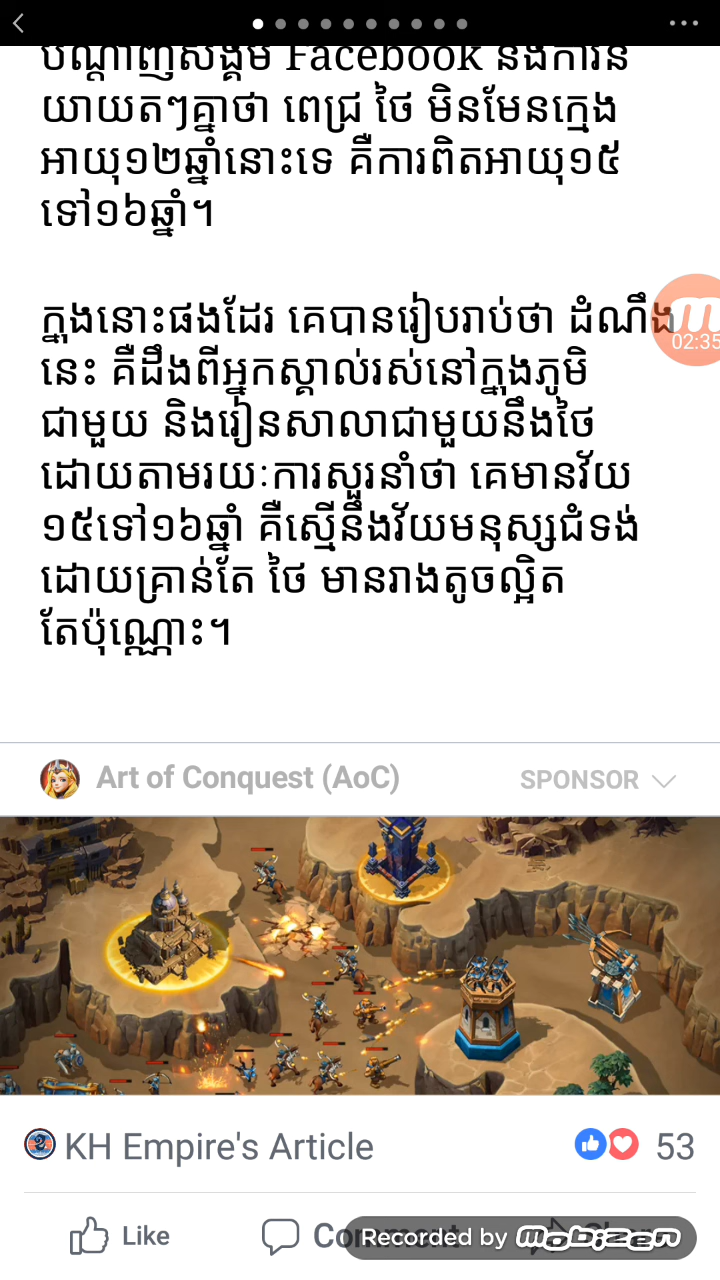 បណ្ដាញសង្គម Facebook និងការនិ
យាយតៗគ្នាថា ពេជ្រ ថៃ មិនមែនក្មេង
អាយុ១២ឆ្នាំនោះទេ គឺការពិតអាយុ១៥
ទៅ១៦ឆ្នាំ។
ក្នុងនោះផងដែរ គេបានរៀបរាប់ថា ដំណឹង
នេះ គឺដឹងពីអ្នកស្គាល់រស់នៅក្នុងភូមិ
ជាមួយ និងរៀនសាលាជាមួយនឹងថៃ
ដោយតាមរយៈការសួរនាំថា គេមានវ័យ
១៥ទៅ១៦ឆ្នាំ គឺស្មើនឹងវ័យមនុស្សជំទង់
ដោយគ្រាន់តែ ថៃ មានរាងតូចល្អិត
តែប៉ុណ្ណោះ។
02:35
Art of Conquest (AoC) SPONSOR
KH Empire's Article 53
Like Comment Share
Recorded by mobizen